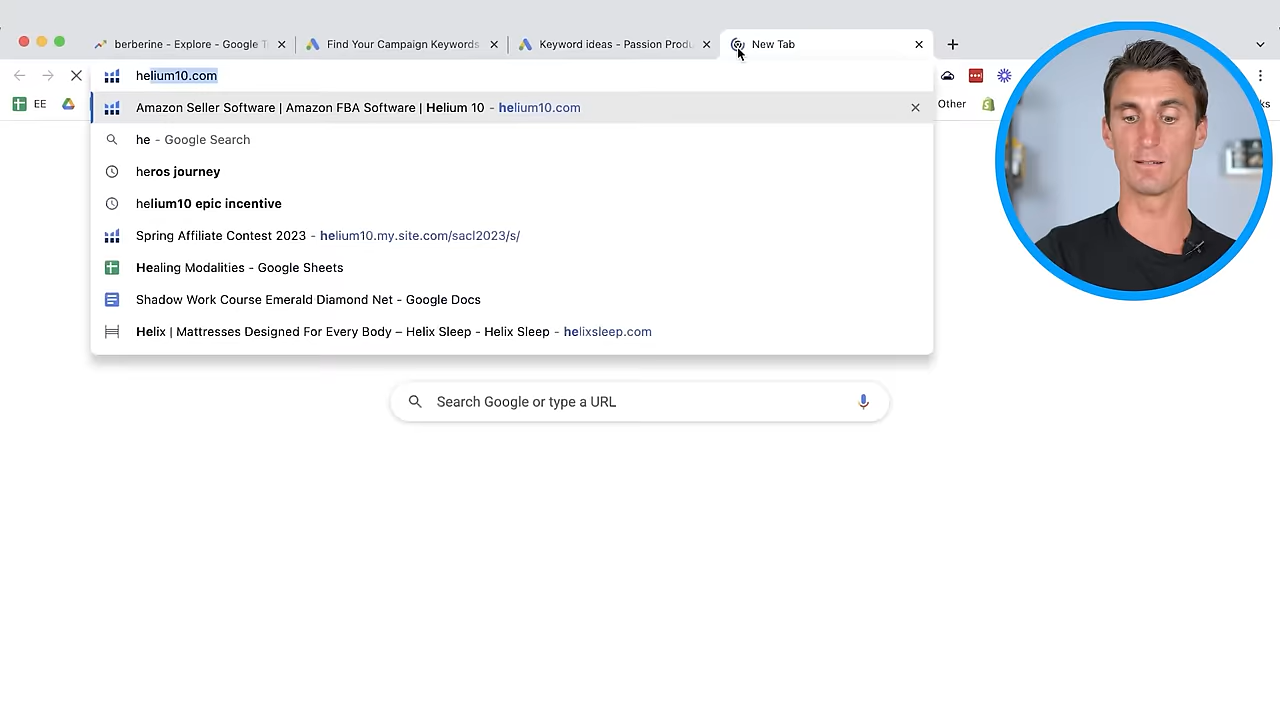 berberine - Explore - Google T
Find Your Campaign Keywords
Keyword ideas - Passion Produ
New Tab
helium10.com
EE
Other
ks
Amazon Seller Software | Amazon FBA Software | Helium 10 - helium10.com
he - Google Search
heros journey
helium10 epic incentive
Spring Affiliate Contest 2023 - helium10.my.site.com/sacl2023/s/
Healing Modalities - Google Sheets
Shadow Work Course Emerald Diamond Net - Google Docs
Helix | Mattresses Designed For Every Body – Helix Sleep - Helix Sleep - helixsleep.com
Search Google or type a URL